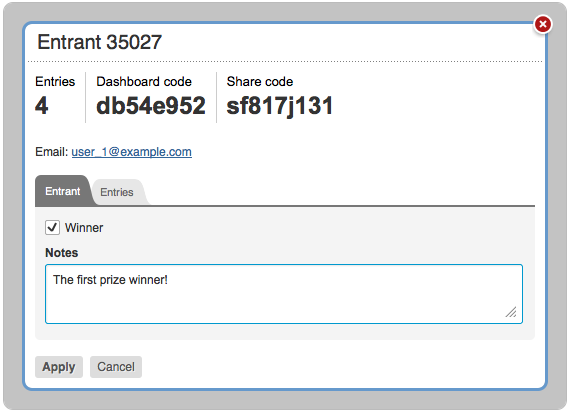 Entrant 35027
Entries Dashboard code Share code
4 db54e952 sf817j131
Email: user_1@example.com
Entrant Entries
Winner
Notes
The first prize winner!
Apply Cancel